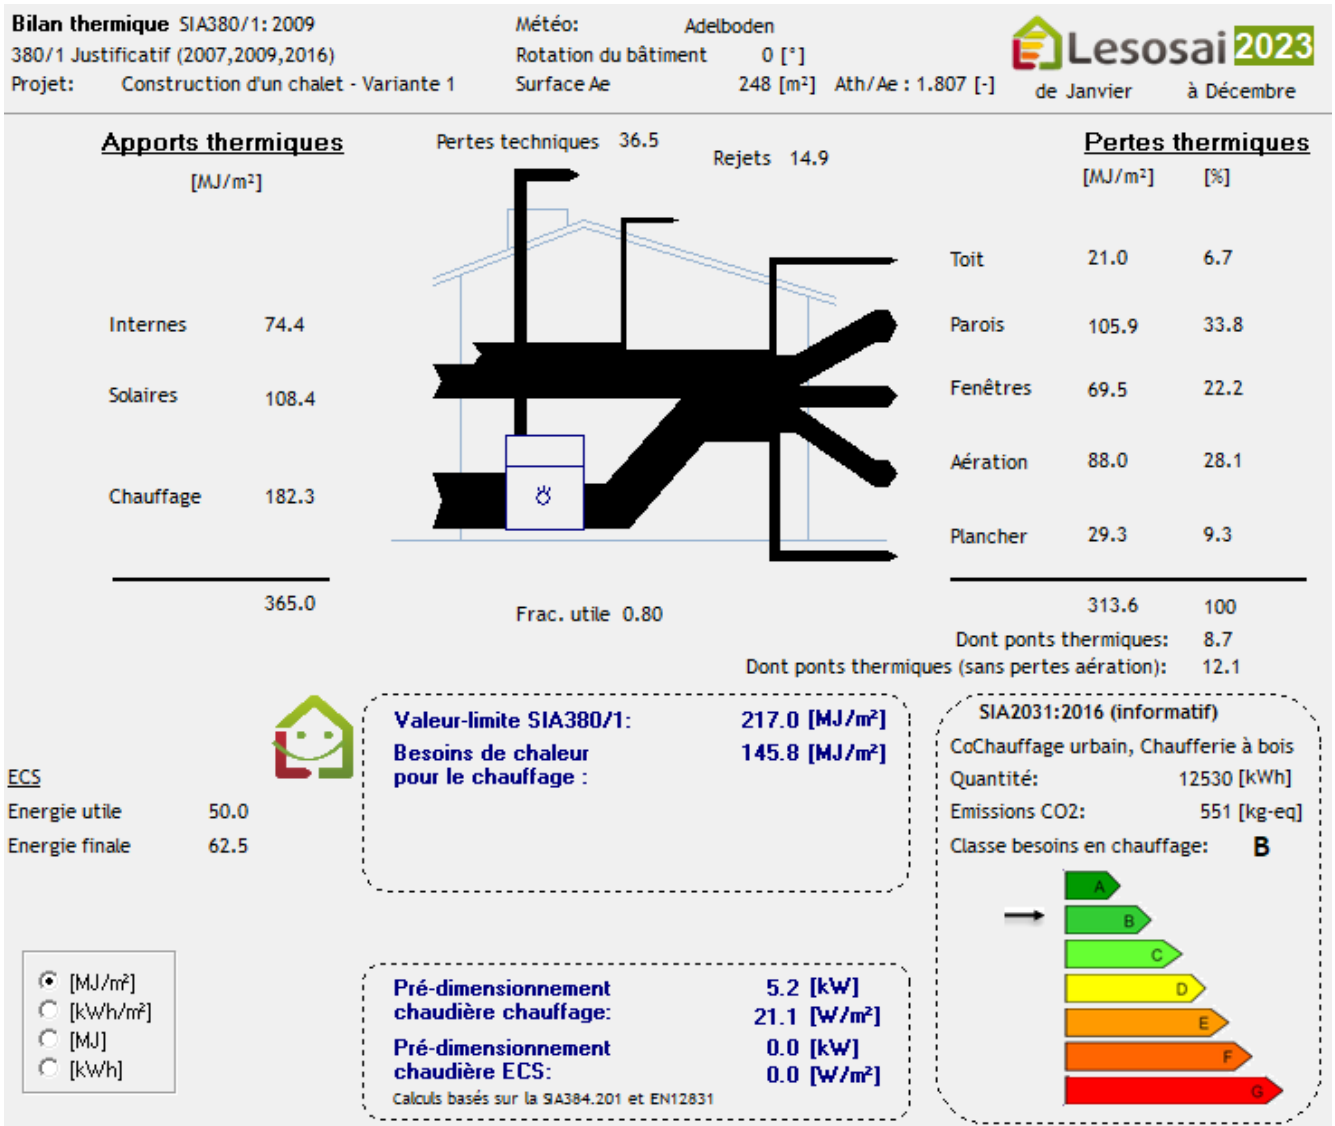 Bilan thermique SIA380/1: 2009 Météo: Adelboden
380/1 Justificatif (2007,2009,2016) Rotation du bâtiment 0 [°]
Projet: Construction d'un chalet - Variante 1 Surface Ae 248 [m²] Ath/Ae : 1.807 [-]
Lesosai 2023
de Janvier à Décembre
Apports thermiques
[MJ/m²]
Pertes techniques 36.5
Rejets 14.9
Pertes thermiques
[MJ/m²] [%]
Internes 74.4
Solaires 108.4
Chauffage 182.3
365.0
Toit 21.0 6.7
Parois 105.9 33.8
Fenêtres 69.5 22.2
Aération 88.0 28.1
Plancher 29.3 9.3
313.6 100
Frac. utile 0.80
Dont ponts thermiques: 8.7
Dont ponts thermiques (sans pertes aération): 12.1
ECS
Energie utile 50.0
Energie finale 62.5
Valeur-limite SIA380/1: 217.0 [MJ/m²]
Besoins de chaleur 145.8 [MJ/m²]
pour le chauffage :
SIA2031:2016 (informatif)
CoChauffage urbain, Chaufferie à bois
Quantité: 12530 [kWh]
Emissions CO2: 551 [kg-eq]
Classe besoins en chauffage: B
A
B
C
D
E
F
G
[MJ/m²]
[kWh/m²]
[MJ]
[kWh]
Pré-dimensionnement 5.2 [kW]
chaudière chauffage: 21.1 [W/m²]
Pré-dimensionnement 0.0 [kW]
chaudière ECS: 0.0 [W/m²]
Calculs basés sur la SIA384.201 et EN12831